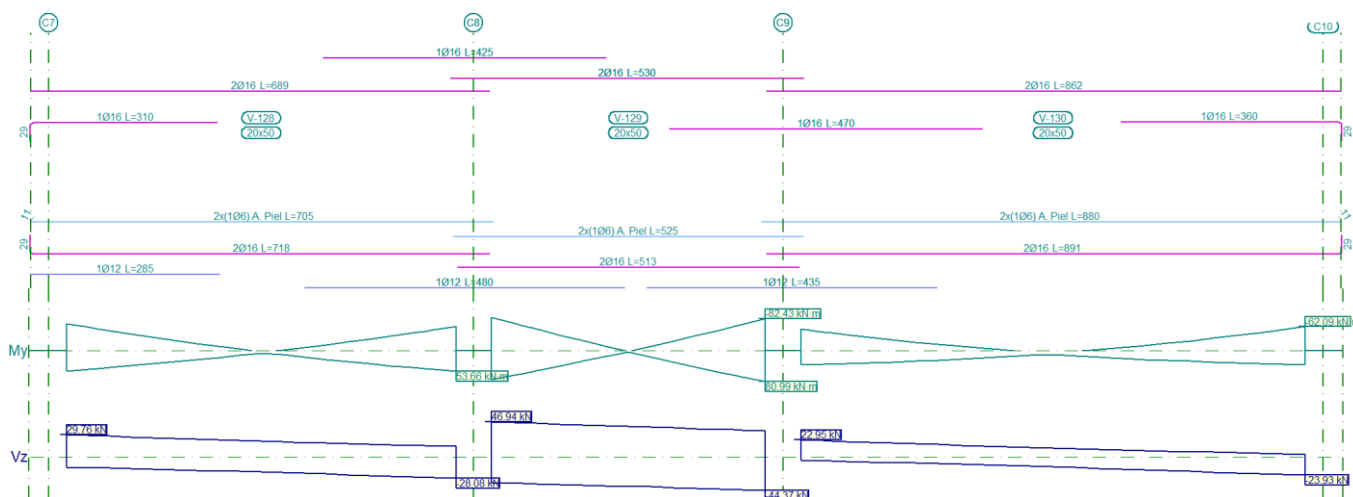 C7 C8 C9 C10
1Ø16 L=425
2Ø16 L=530
2Ø16 L=689 2Ø16 L=862
1Ø16 L=310 V-128 V-129 V-130 1Ø16 L=360
29 20x50 20x50 1Ø16 L=470 20x50 29
11 2x(1Ø6) A. Piel L=705 2x(1Ø6) A. Piel L=880 11
2x(1Ø6) A. Piel L=525
29 2Ø16 L=718 2Ø16 L=891 29
2Ø16 L=513
1Ø12 L=285
1Ø12 L=480 1Ø12 L=435
-82.43 kN·m
-62.09 kN·
My
53.66 kN·m
80.99 kN·m
46.94 kN
29.76 kN
22.95 kN
Vz
-28.08 kN -23.93 kN
-44.37 kN